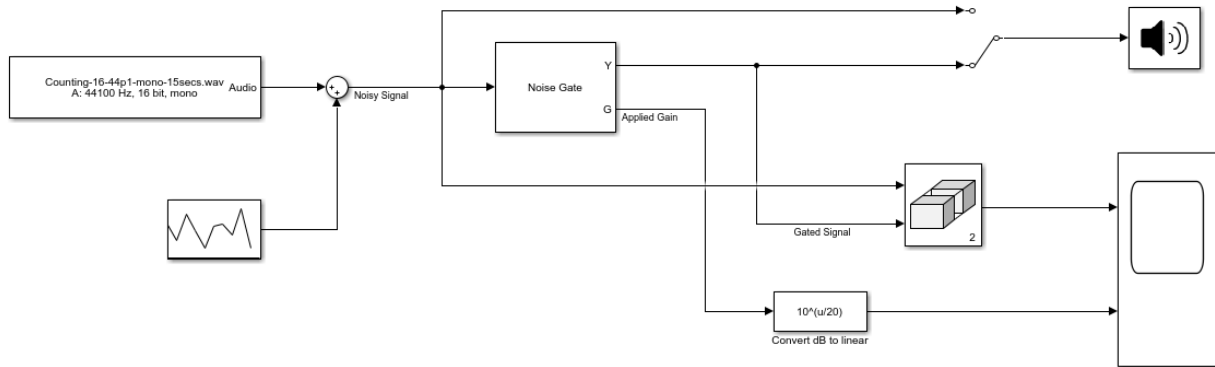 Counting-16-44p1-mono-15secs.wav
A: 44100 Hz, 16 bit, mono
Audio
+
+
Noisy Signal
Noise Gate
Y
G
Applied Gain
Gated Signal
2
10^(u/20)
Convert dB to linear